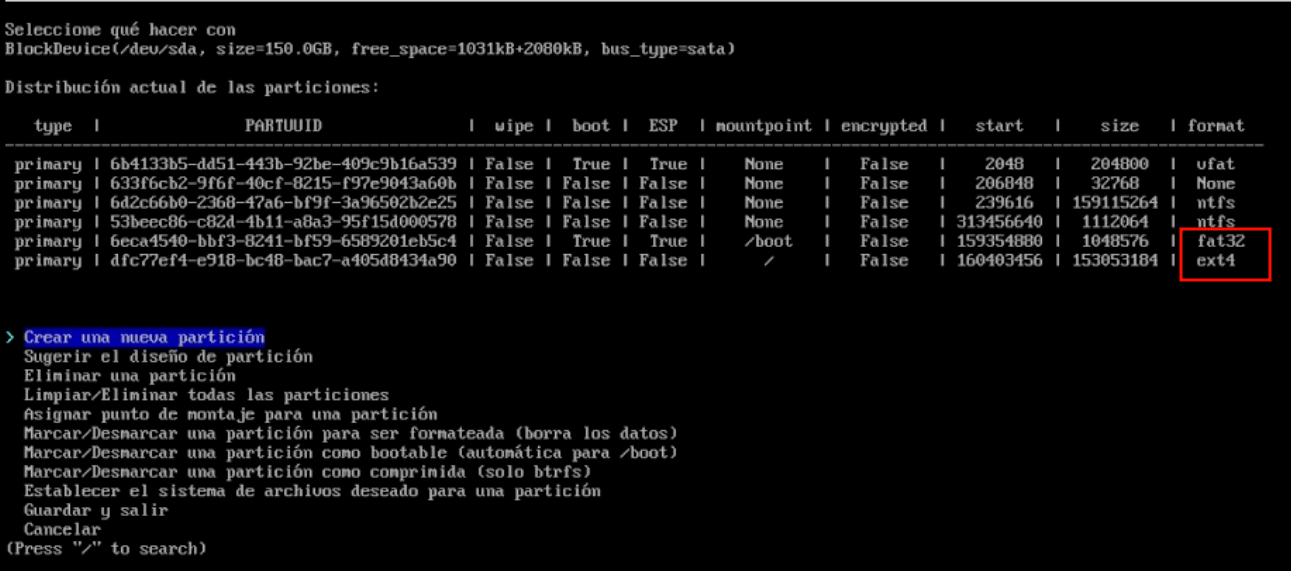 Seleccione qué hacer con
BlockDevice(/dev/sda, size=150.0GB, free_space=1031kB+2080kB, bus_type=sata)
Distribución actual de las particiones:
type | PARTUUID | wipe | boot | ESP | mountpoint | encrypted | start | size | format
primary | 6b4133b5-dd51-443b-92be-409c9b16a539 | False | True | True | None | False | 2048 | 204800 | vfat
primary | 633f6cb2-9f6f-40cf-8215-f97e9043a60b | False | False | False | None | False | 206848 | 32768 | None
primary | 6d2c66b0-2368-47a6-bf9f-3a96502b2e25 | False | False | False | None | False | 239616 | 159115264 | ntfs
primary | 53beec86-c82d-4b11-a8a3-95f15d000578 | False | False | False | None | False | 313456640 | 1112064 | ntfs
primary | 6eca4540-bbf3-8241-bf59-6589201eb5c4 | False | True | True | /boot | False | 159354880 | 1048576 | fat32
primary | dfc77ef4-e918-bc48-bac7-a405d8434a90 | False | False | False | / | False | 160403456 | 153053184 | ext4
> Crear una nueva partición
Sugerir el diseño de partición
Eliminar una partición
Limpiar/Eliminar todas las particiones
Asignar punto de montaje para una partición
Marcar/Desmarcar una partición para ser formateada (borra los datos)
Marcar/Desmarcar una partición como bootable (automática para /boot)
Marcar/Desmarcar una partición como comprimida (solo btrfs)
Establecer el sistema de archivos deseado para una partición
Guardar y salir
Cancelar
(Press "/" to search)